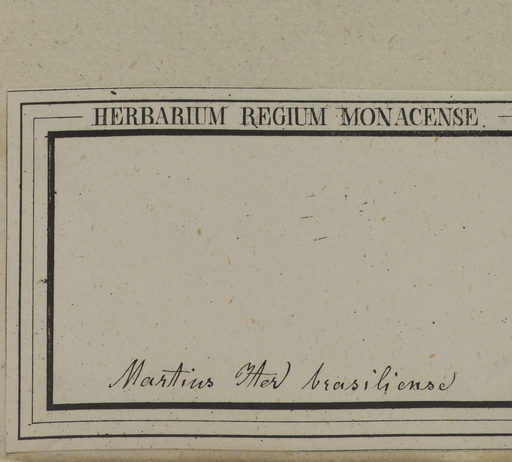 HERBARIUM REGIUM MONACENSE.
Martius Iter brasiliense